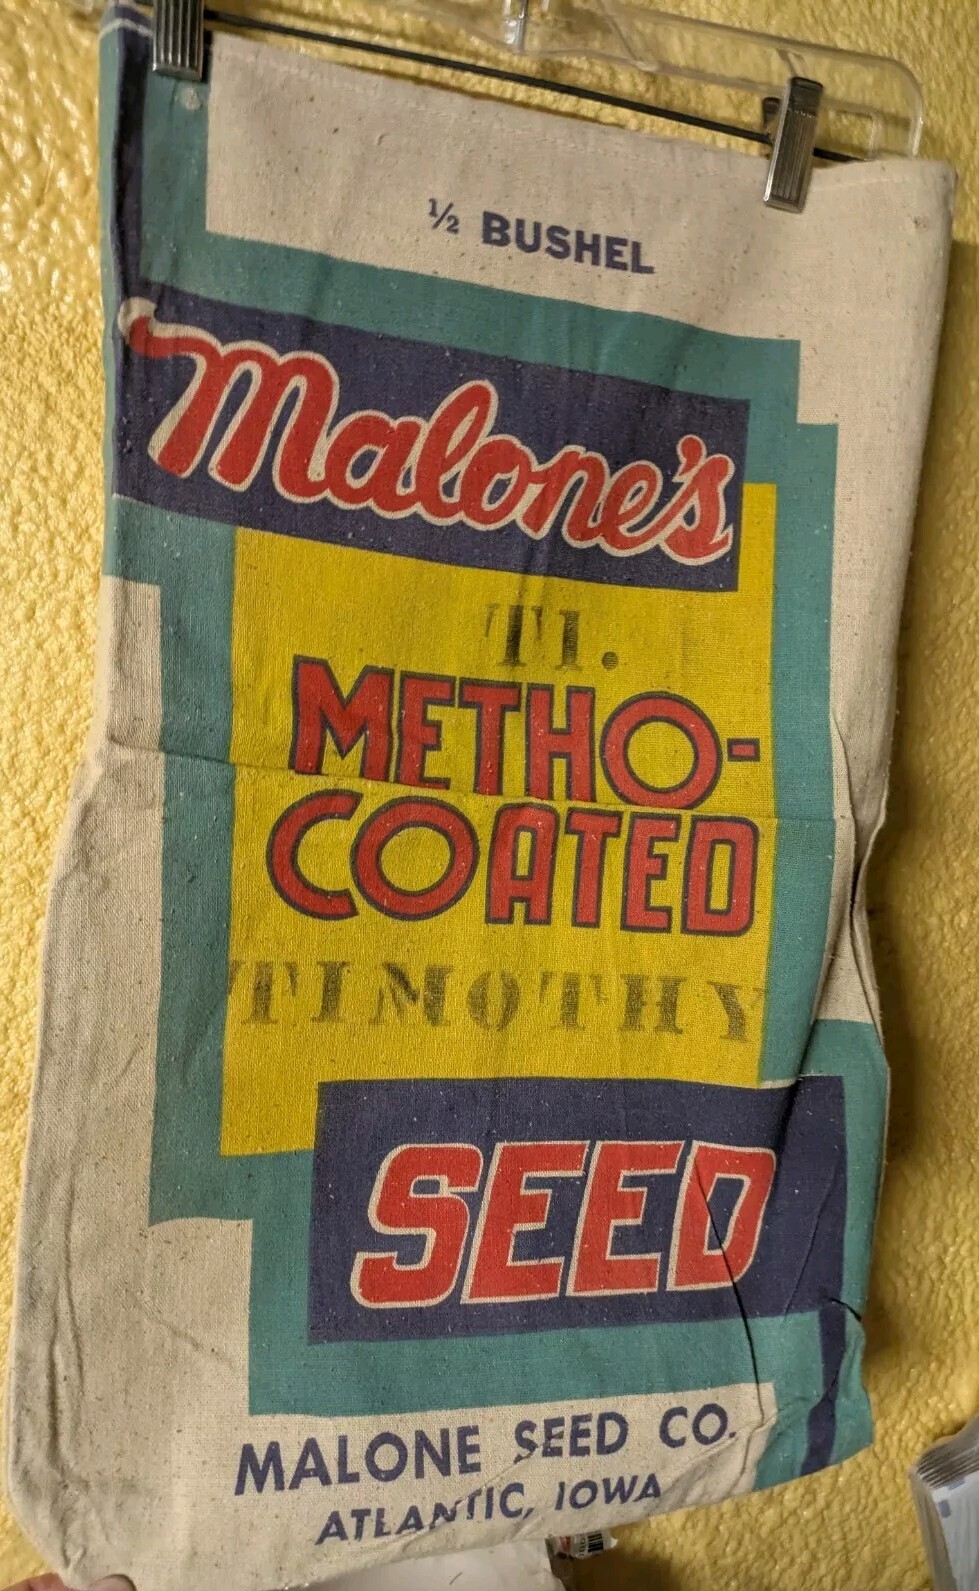 ½ BUSHEL
Malone's
TI.
METHO-
COATED
TIMOTHY
SEED
MALONE SEED CO.
ATLANTIC, IOWA